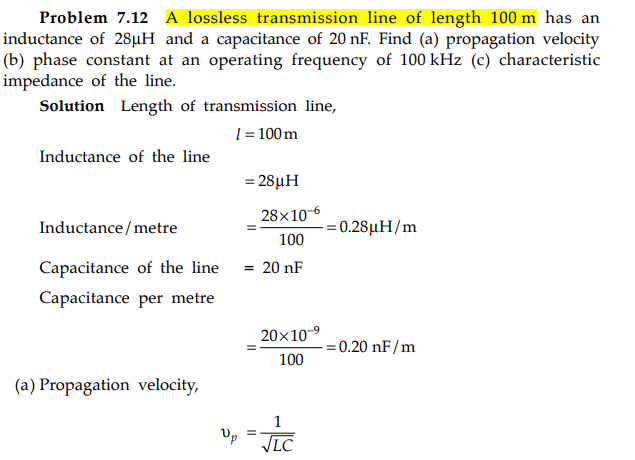 Problem 7.12 A lossless transmission line of length 100 m has an
inductance of 28μH and a capacitance of 20 nF. Find (a) propagation velocity
(b) phase constant at an operating frequency of 100 kHz (c) characteristic
impedance of the line.
Solution Length of transmission line,
l = 100 m
Inductance of the line
= 28μH
Inductance/metre = 28×10⁻⁶/100 = 0.28μH/m
Capacitance of the line = 20 nF
Capacitance per metre
= 20×10⁻⁹/100 = 0.20 nF/m
(a) Propagation velocity,
υₚ = 1/√LC